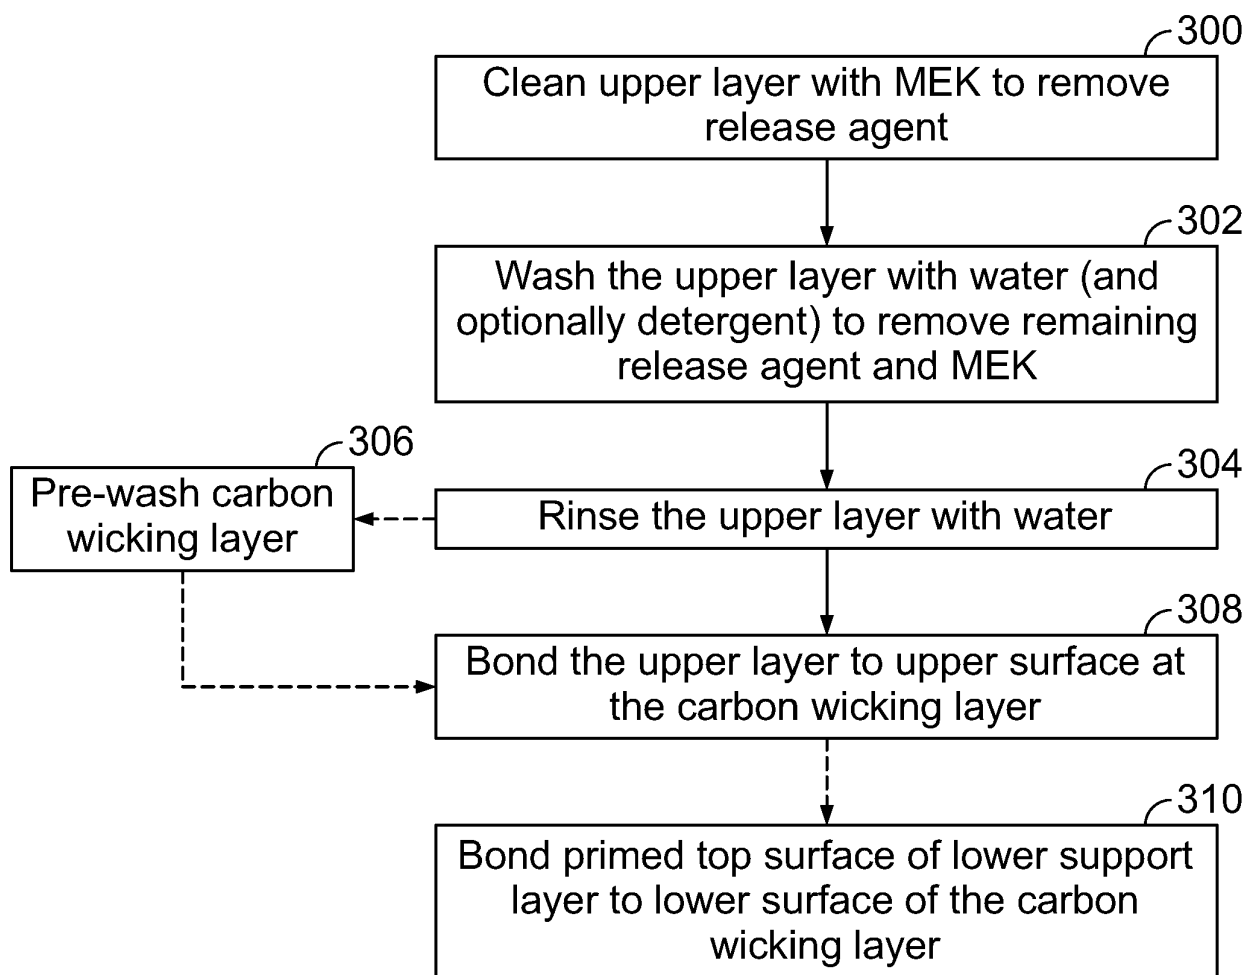 300
Clean upper layer with MEK to remove
release agent
302
Wash the upper layer with water (and
optionally detergent) to remove remaining
release agent and MEK
304
Rinse the upper layer with water
306
Pre-wash carbon
wicking layer
308
Bond the upper layer to upper surface at
the carbon wicking layer
310
Bond primed top surface of lower support
layer to lower surface of the carbon
wicking layer